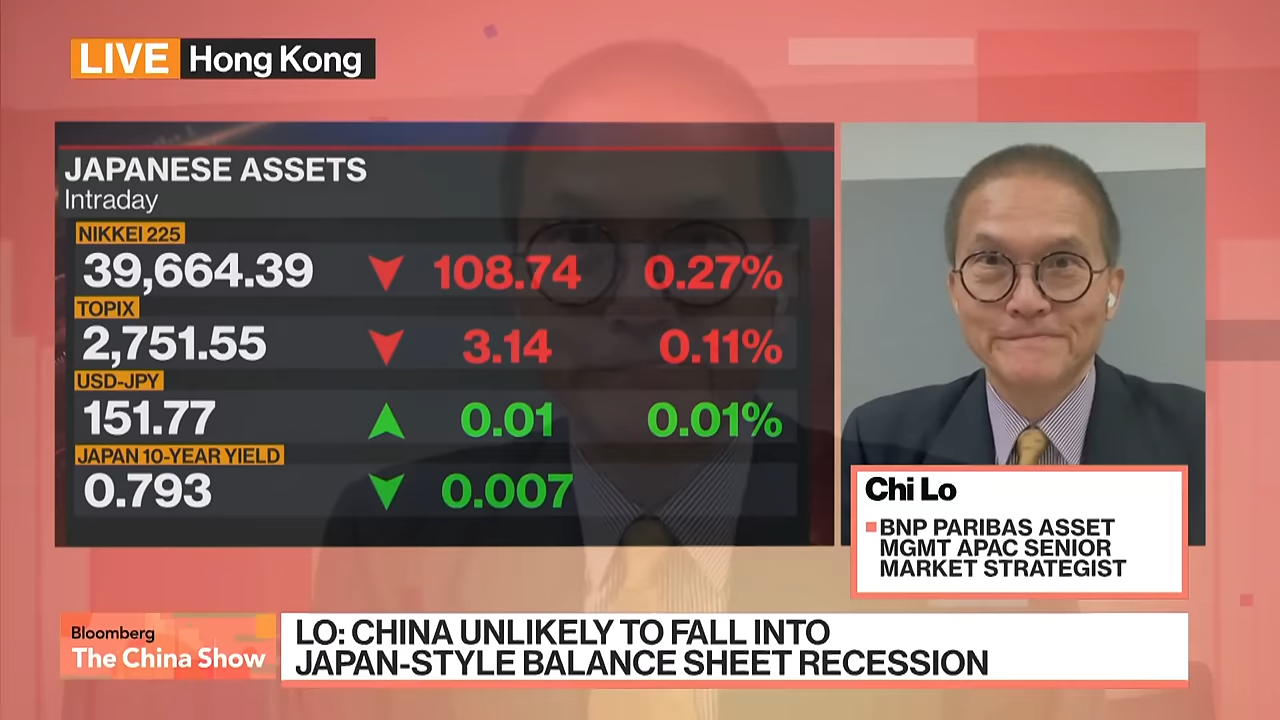 LIVE Hong Kong
JAPANESE ASSETS
Intraday
NIKKEI 225
39,664.39 ▼ 108.74 0.27%
TOPIX
2,751.55 ▼ 3.14 0.11%
USD-JPY
151.77 ▲ 0.01 0.01%
JAPAN 10-YEAR YIELD
0.793 ▼ 0.007
Chi Lo
BNP PARIBAS ASSET
MGMT APAC SENIOR
MARKET STRATEGIST
Bloomberg
The China Show
LO: CHINA UNLIKELY TO FALL INTO
JAPAN-STYLE BALANCE SHEET RECESSION